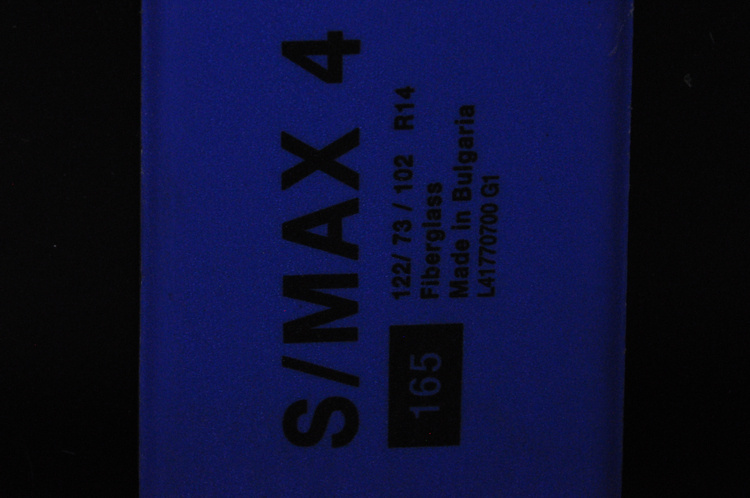 S/MAX 4
165
122/ 73 / 102 R14
Fiberglass
Made in Bulgaria
L41770700 G1